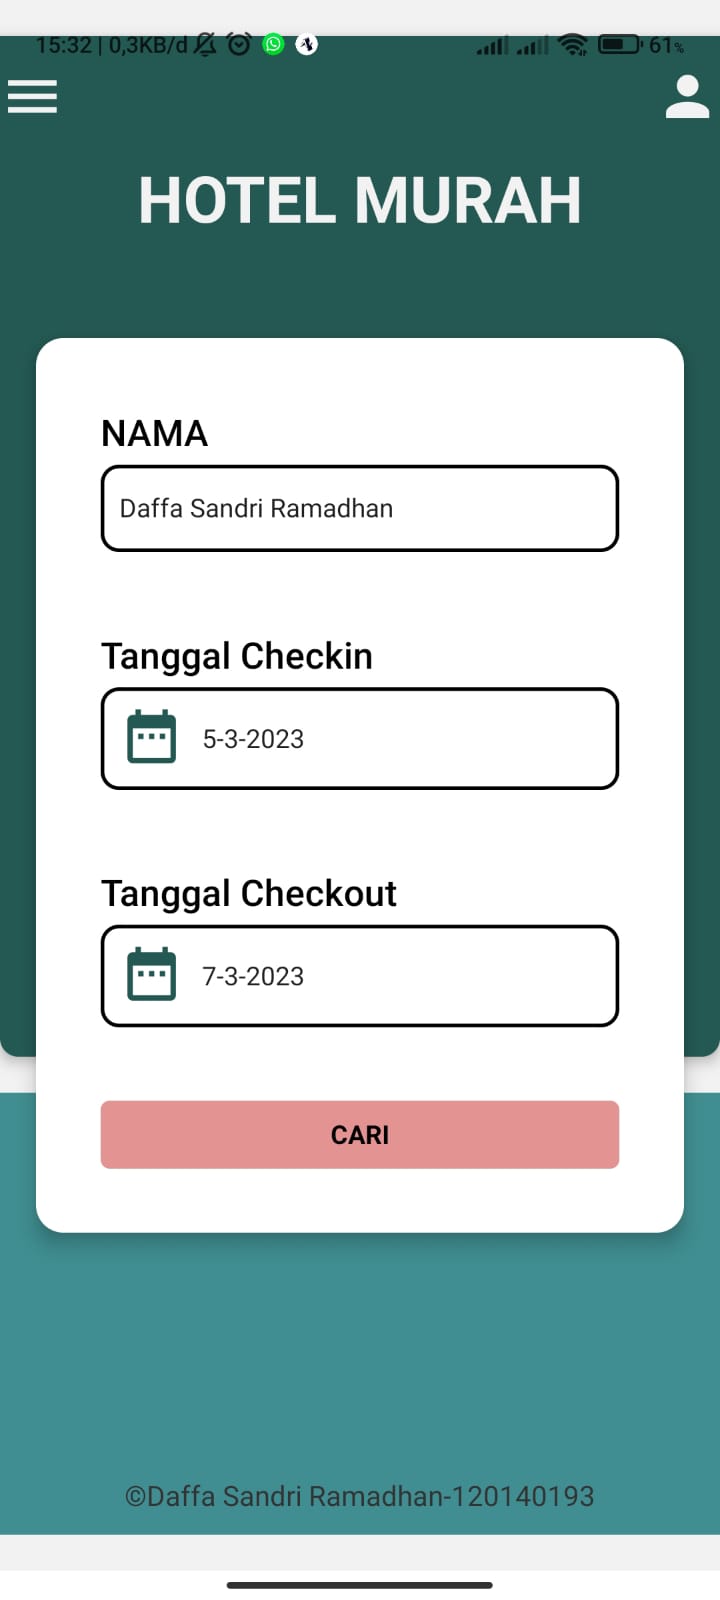 15:32 | 0,3KB/d 61%
HOTEL MURAH
NAMA
Daffa Sandri Ramadhan
Tanggal Checkin
5-3-2023
Tanggal Checkout
7-3-2023
CARI
©Daffa Sandri Ramadhan-120140193